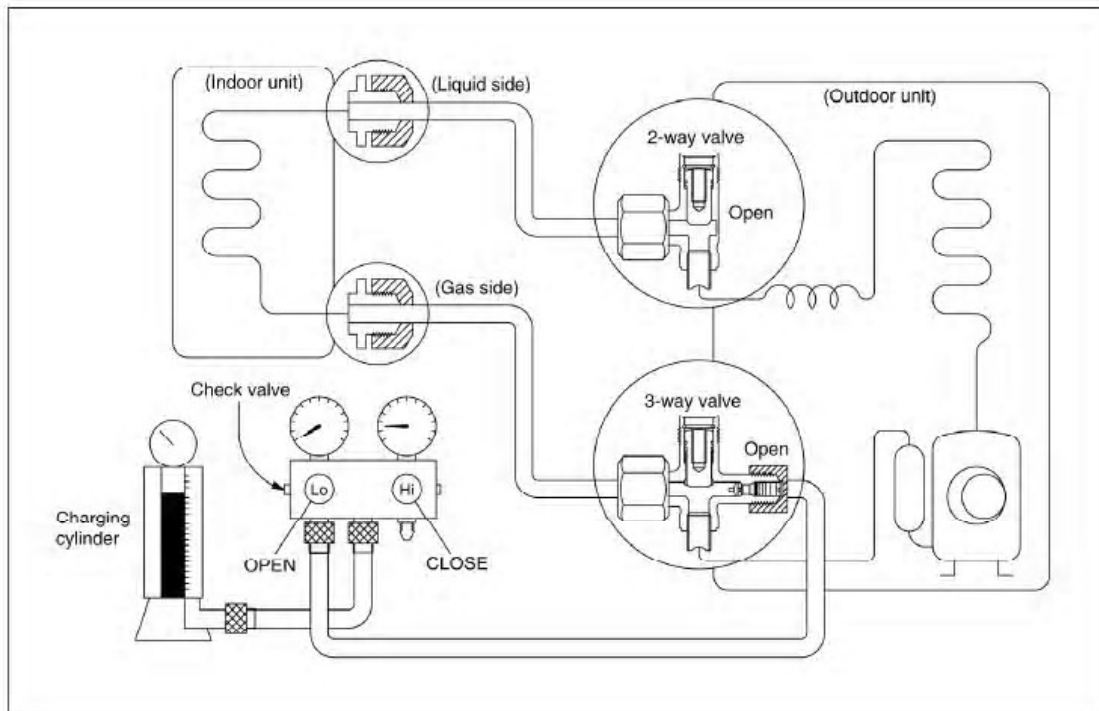 (Indoor unit)
(Liquid side)
(Outdoor unit)
2-way valve
Open
(Gas side)
3-way valve
Open
Check valve
Lo
Hi
Charging
cylinder
OPEN
CLOSE